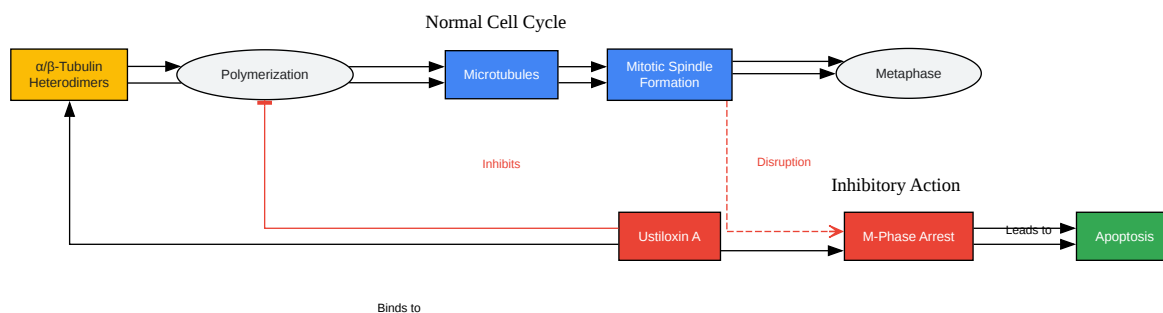 Normal Cell Cycle
α/β-Tubulin
Heterodimers
Polymerization
Microtubules
Mitotic Spindle
Formation
Metaphase
Inhibits
Disruption
Inhibitory Action
Ustiloxin A
M-Phase Arrest
Leads to
Apoptosis
Binds to